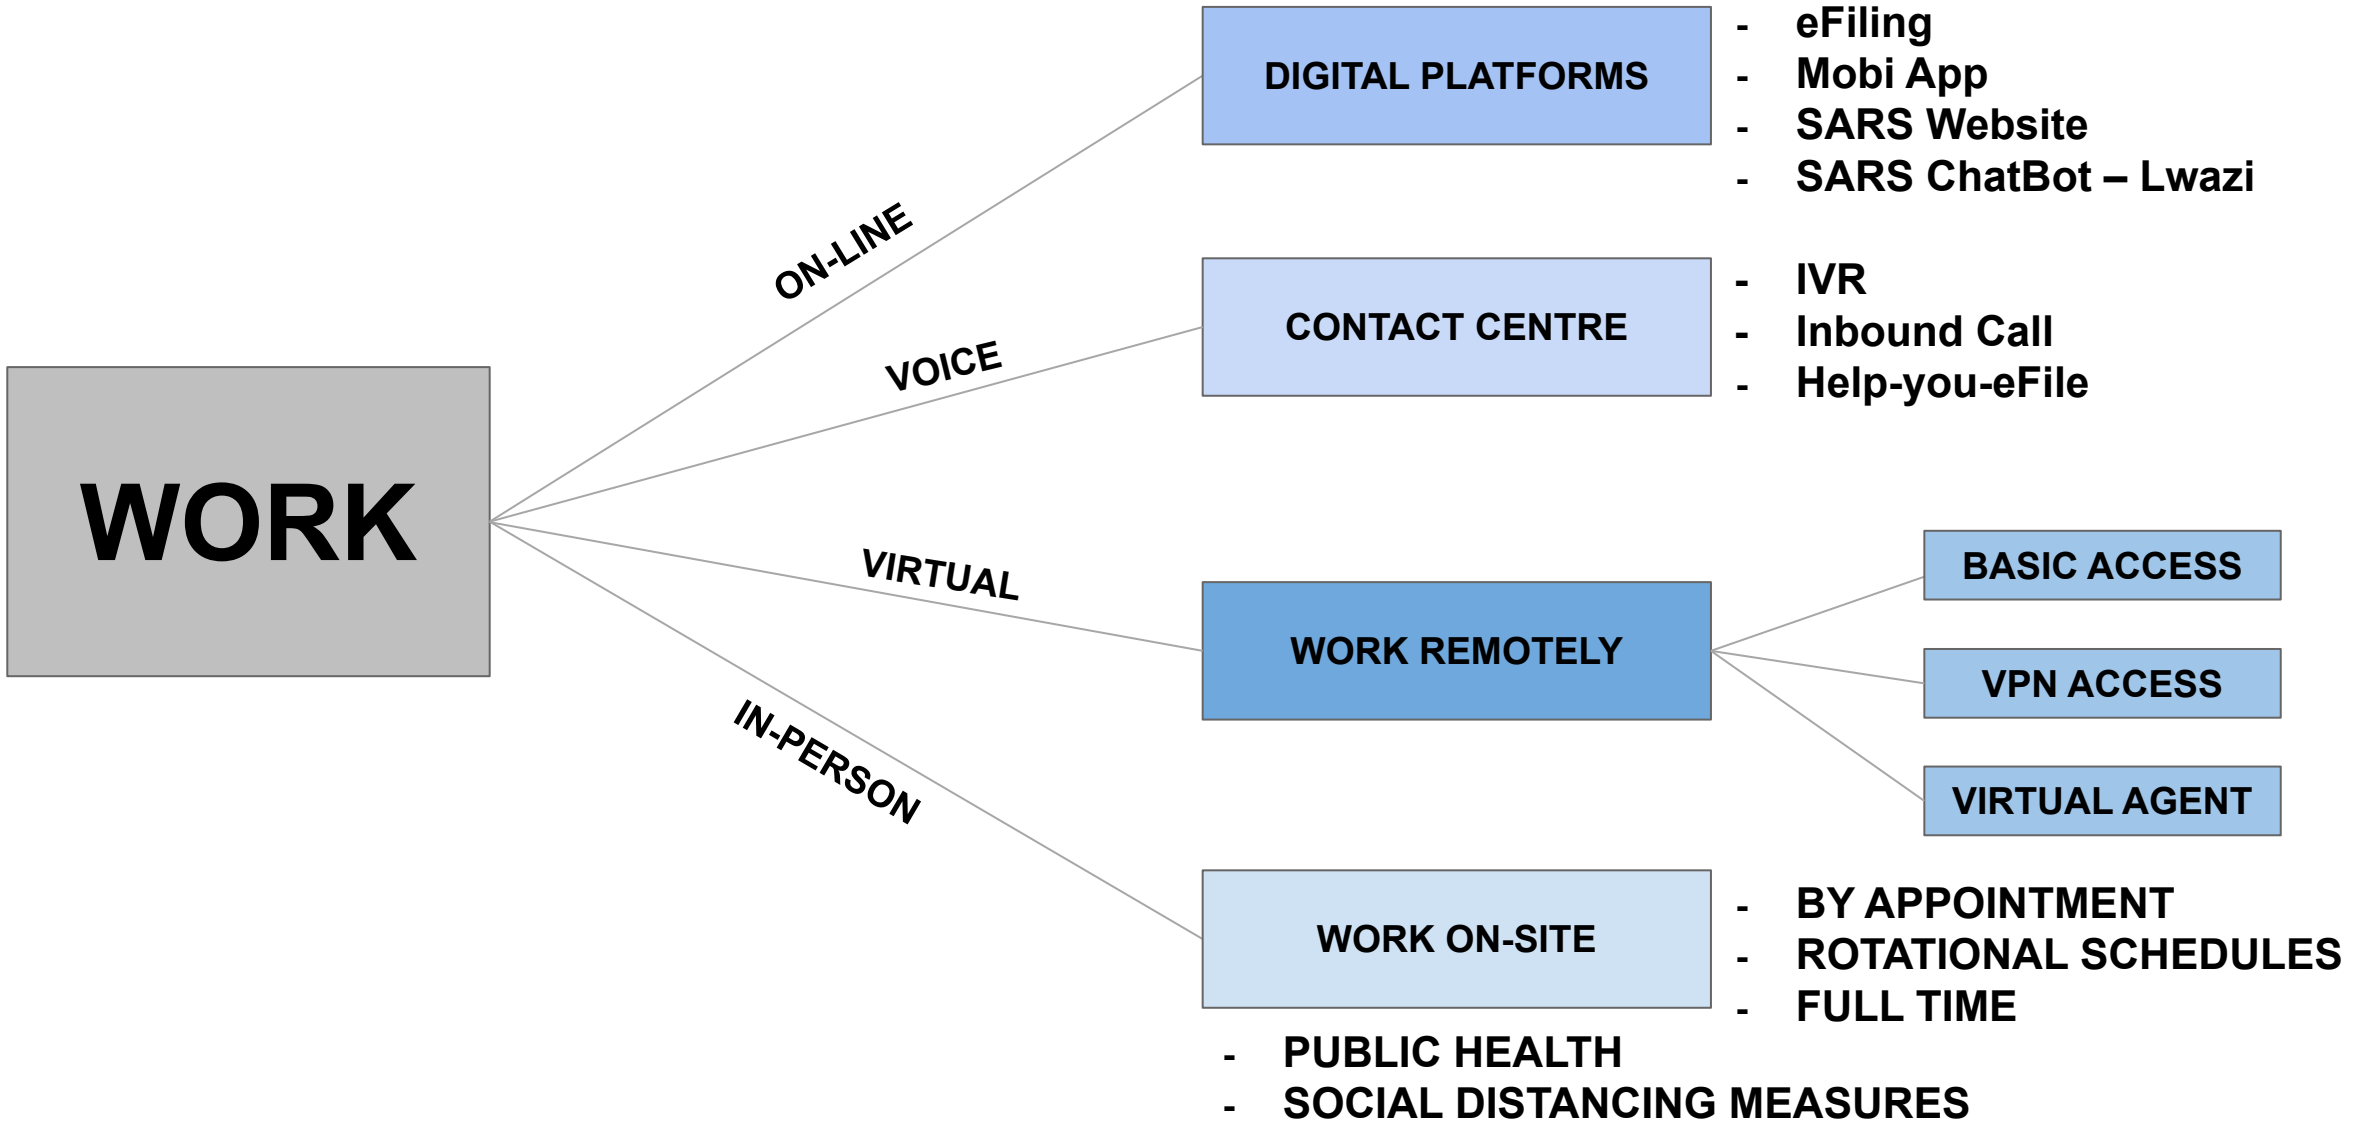 WORK
ON-LINE
DIGITAL PLATFORMS
- eFiling
- Mobi App
- SARS Website
- SARS ChatBot – Lwazi
VOICE
CONTACT CENTRE
- IVR
- Inbound Call
- Help-you-eFile
VIRTUAL
WORK REMOTELY
BASIC ACCESS
VPN ACCESS
VIRTUAL AGENT
IN-PERSON
WORK ON-SITE
- BY APPOINTMENT
- ROTATIONAL SCHEDULES
- FULL TIME
- PUBLIC HEALTH
- SOCIAL DISTANCING MEASURES